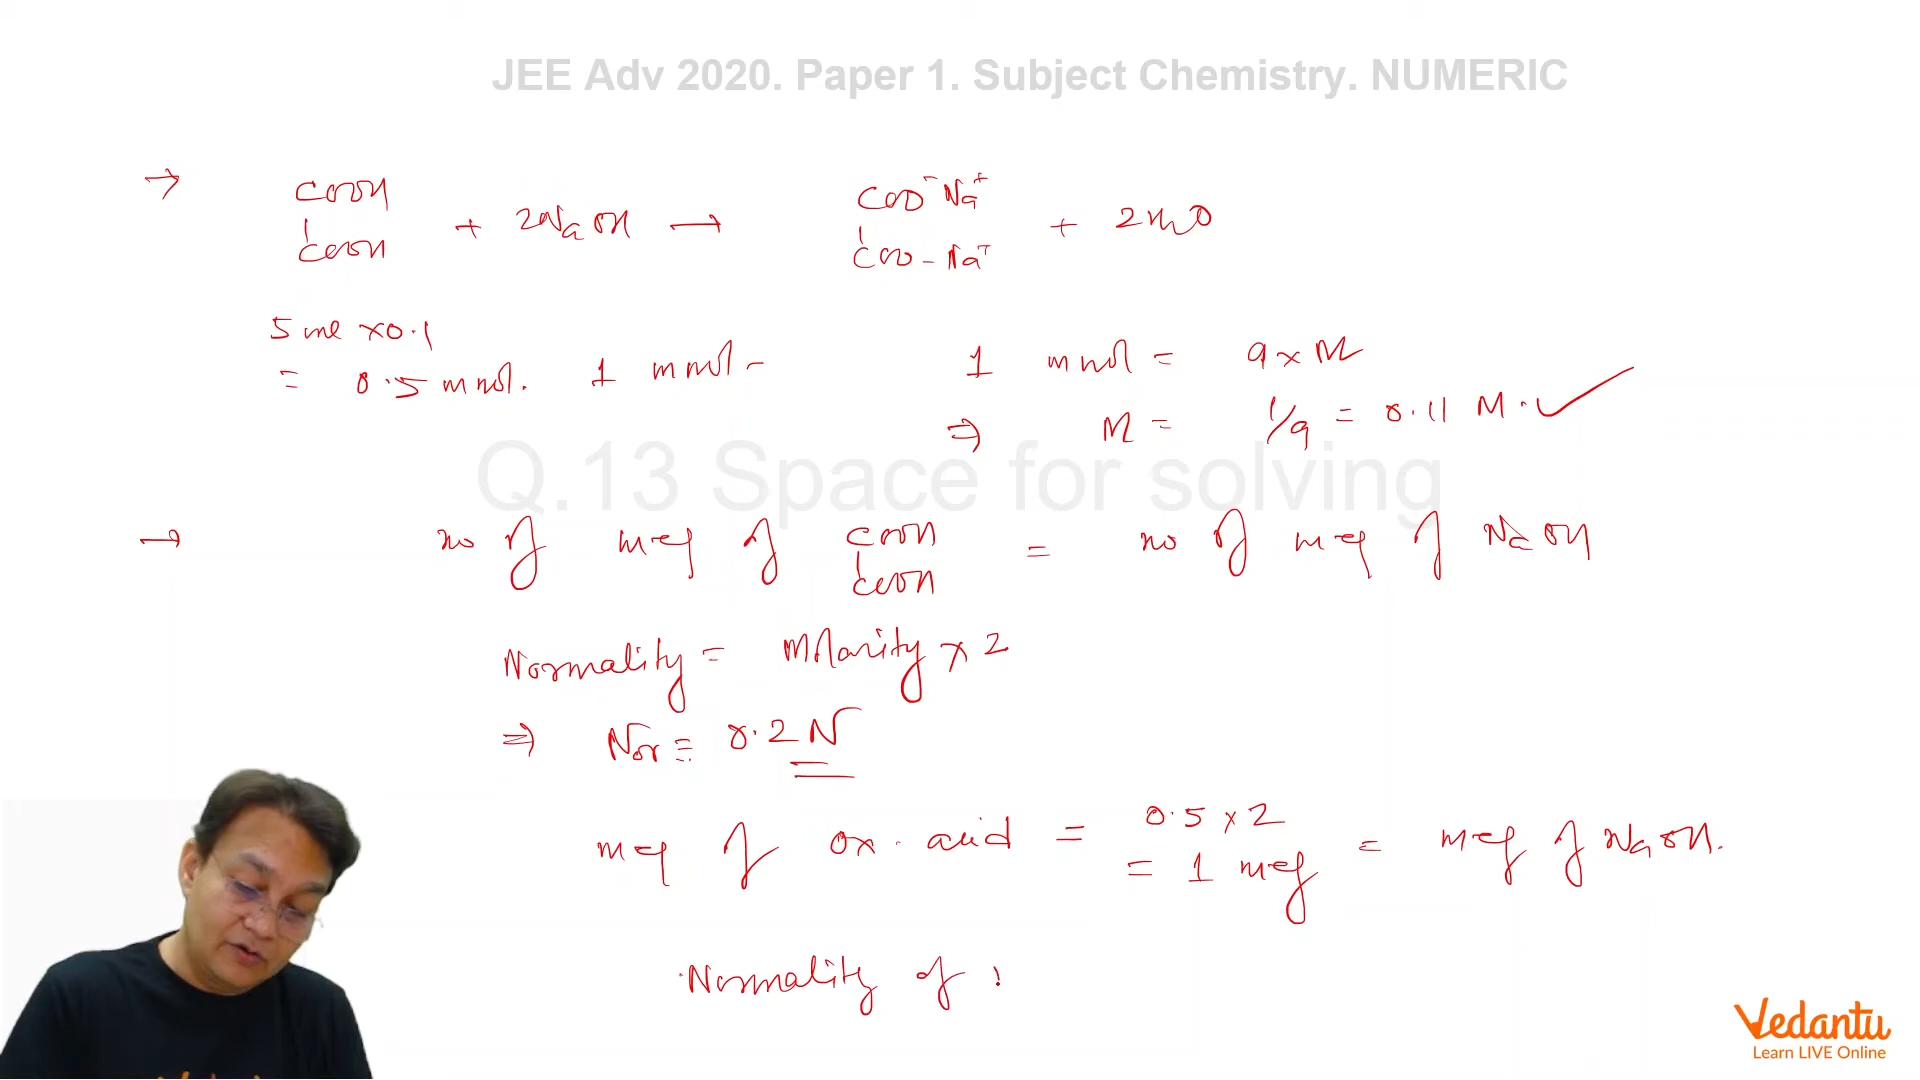 JEE Adv 2020. Paper 1. Subject Chemistry. NUMERIC
→ COOH
COOH + 2NaOH → COO⁻Na⁺
COO-Na⁺ + 2H2O
5 ml x0.1
= 0.5 mmol. 1 mmol -
1 mmol = 9 x M
⇒ M = 1/9 = 0.11 M. ✓
Q.13 Space for solving
→ no of meq of COOH
COOH = no of meq of NaOH
Normality = Molarity x 2
⇒ Nor = 0.2 N
meq of ox. acid = 0.5 x 2
= 1 meq = meq of NaOH.
Normality of
Vedantu
Learn LIVE Online